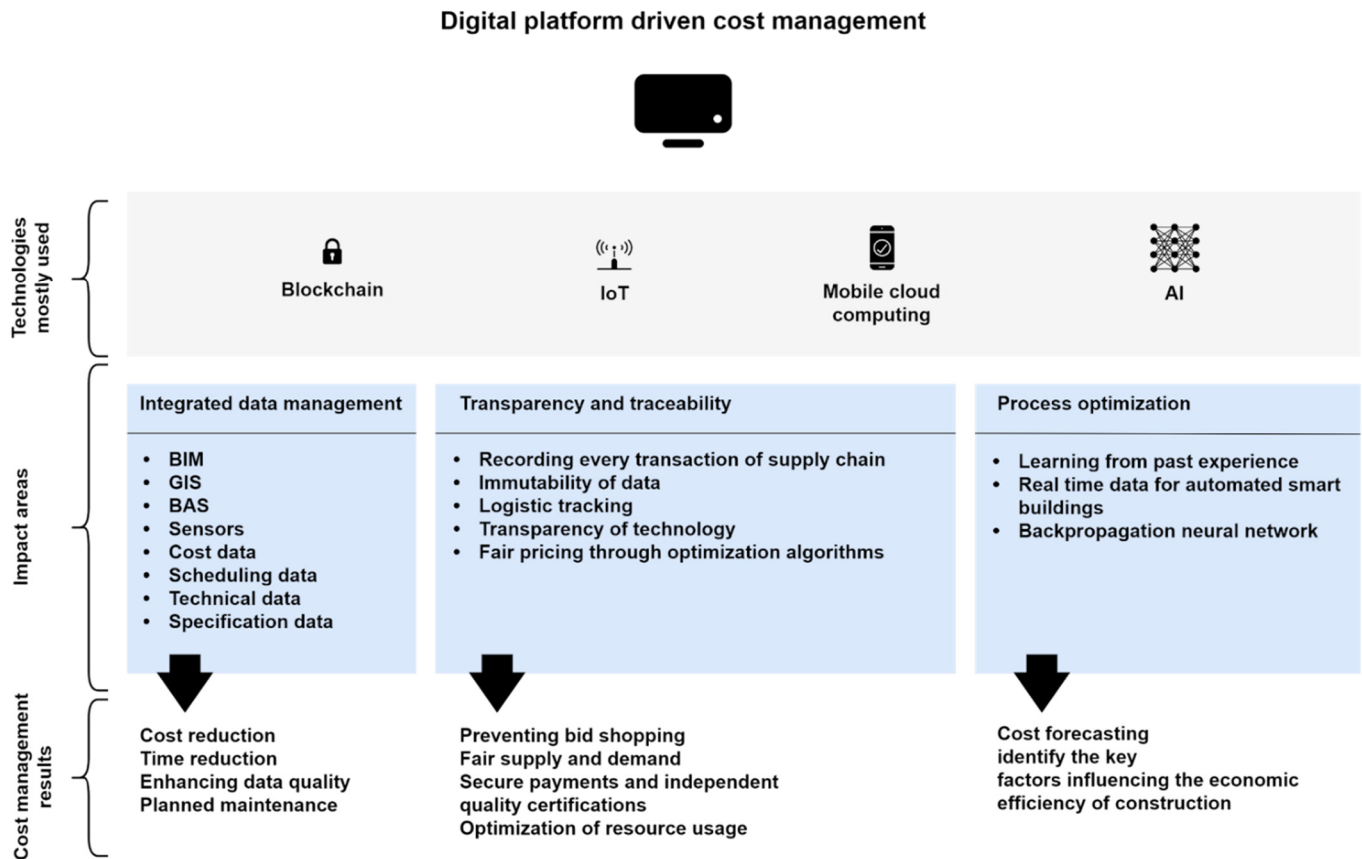 Digital platform driven cost management
Technologies
mostly used
Blockchain
IoT
Mobile cloud
computing
AI
Impact areas
Integrated data management
• BIM
• GIS
• BAS
• Sensors
• Cost data
• Scheduling data
• Technical data
• Specification data
Transparency and traceability
• Recording every transaction of supply chain
• Immutability of data
• Logistic tracking
• Transparency of technology
• Fair pricing through optimization algorithms
Process optimization
• Learning from past experience
• Real time data for automated smart
buildings
• Backpropagation neural network
Cost management
results
Cost reduction
Time reduction
Enhancing data quality
Planned maintenance
Preventing bid shopping
Fair supply and demand
Secure payments and independent
quality certifications
Optimization of resource usage
Cost forecasting
identify the key
factors influencing the economic
efficiency of construction